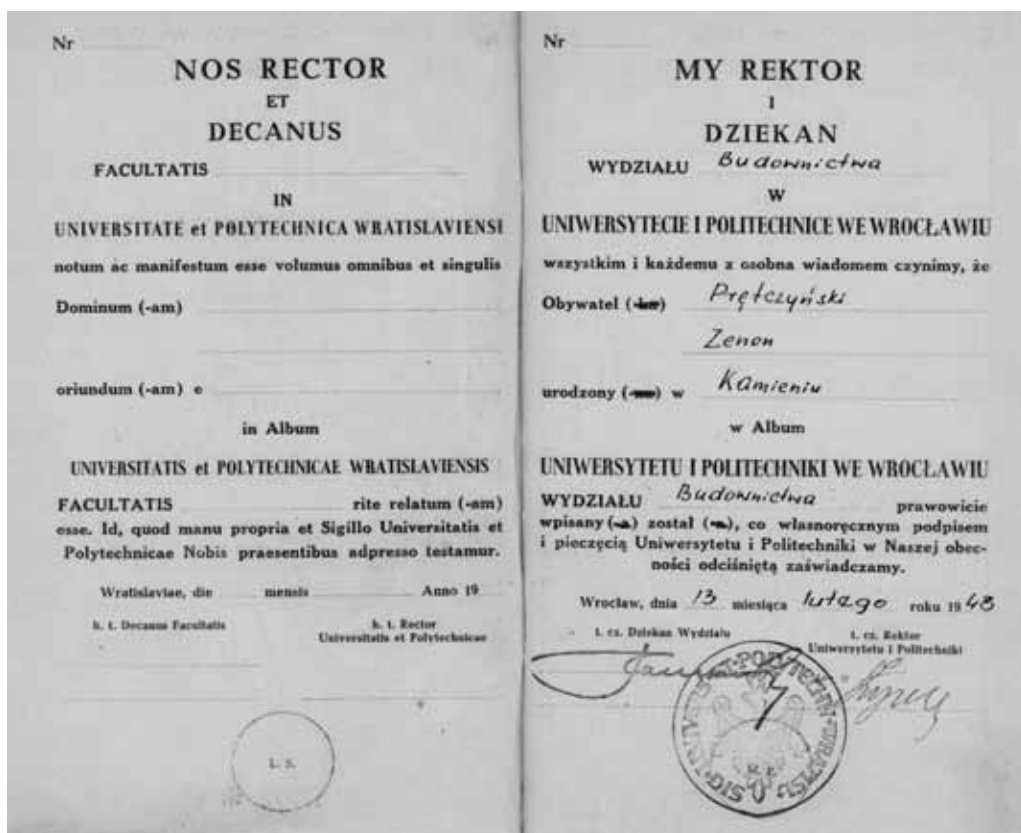 Nr
NOS RECTOR
ET
DECANUS
FACULTATIS
IN
UNIVERSITATE et POLYTECHNICA WRATISLAVIENSI
notum ac manifestum esse volumus omnibus et singulis
Dominum (-am)
oriundum (-am) e
in Album
UNIVERSITATIS et POLYTECHNICAE WRATISLAVIENSIS
FACULTATIS rite relatum (-am)
esse. Id, quod manu propria et Sigillo Universitatis et
Polytechnicae Nobis praesentibus adpresso testamur.
Wratislaviae, die mensis Anno 19
h. t. Decanus Facultatis
h. t. Rector
Universitatis et Polytechnicae
L. S.
Nr
MY REKTOR
I
DZIEKAN
WYDZIAŁU Budownictwa
W
UNIWERSYTECIE I POLITECHNICE WE WROCŁAWIU
wszystkim i każdemu z osobna wiadomem czynimy, że
Obywatel Prętczyński
Zenon
urodzony w Kamieniu
w Album
UNIWERSYTETU I POLITECHNIKI WE WROCŁAWIU
WYDZIAŁU Budownictwa prawowicie
wpisany został, co własnoręcznym podpisem
i pieczęcią Uniwersytetu i Politechniki w Naszej obec-
ności odciśniętą zaświadczamy.
Wrocław, dnia 13 miesiąca lutego roku 1948
t. cz. Dziekan Wydziału
t. cz. Rektor
Uniwersytetu i Politechniki